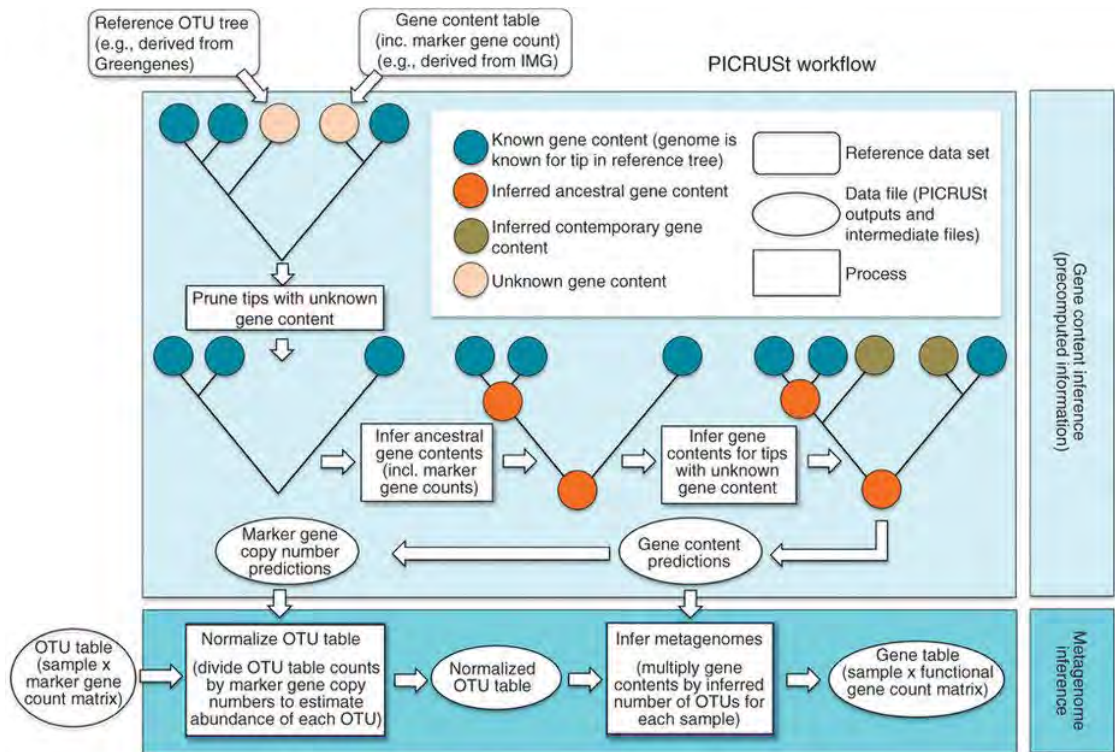 Reference OTU tree
(e.g., derived from
Greengenes)
Gene content table
(inc. marker gene count)
(e.g., derived from IMG)
PICRUSt workflow
Known gene content (genome is
known for tip in reference tree)
Inferred ancestral gene content
Inferred contemporary gene
content
Unknown gene content
Reference data set
Data file (PICRUSt
outputs and
intermediate files)
Process
Prune tips with unknown
gene content
Infer ancestral
gene contents
(incl. marker
gene counts)
Infer gene
contents for tips
with unknown
gene content
Marker gene
copy number
predictions
Gene content
predictions
Gene content inference
(precomputed information)
OTU table
(sample x
marker gene
count matrix)
Normalize OTU table
(divide OTU table counts
by marker gene copy
numbers to estimate
abundance of each OTU)
Normalized
OTU table
Infer metagenomes
(multiply gene
contents by inferred
number of OTUs for
each sample)
Gene table
(sample x functional
gene count matrix)
Metagenome
inference